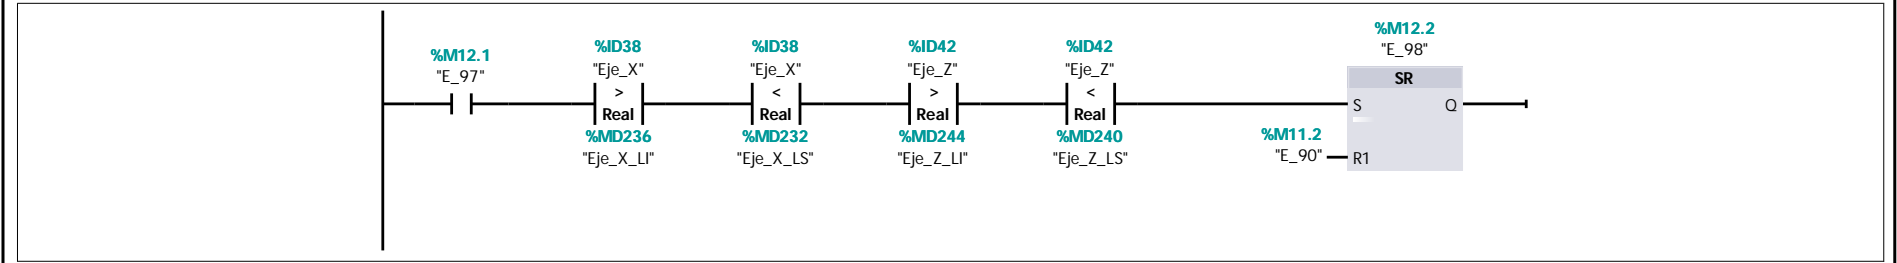 %M12.1
"E_97"
%ID38
"Eje_X"
>
Real
%MD236
"Eje_X_LI"
%ID38
"Eje_X"
<
Real
%MD232
"Eje_X_LS"
%ID42
"Eje_Z"
>
Real
%MD244
"Eje_Z_LI"
%ID42
"Eje_Z"
<
Real
%MD240
"Eje_Z_LS"
%M12.2
"E_98"
SR
S
Q
%M11.2
"E_90"
R1